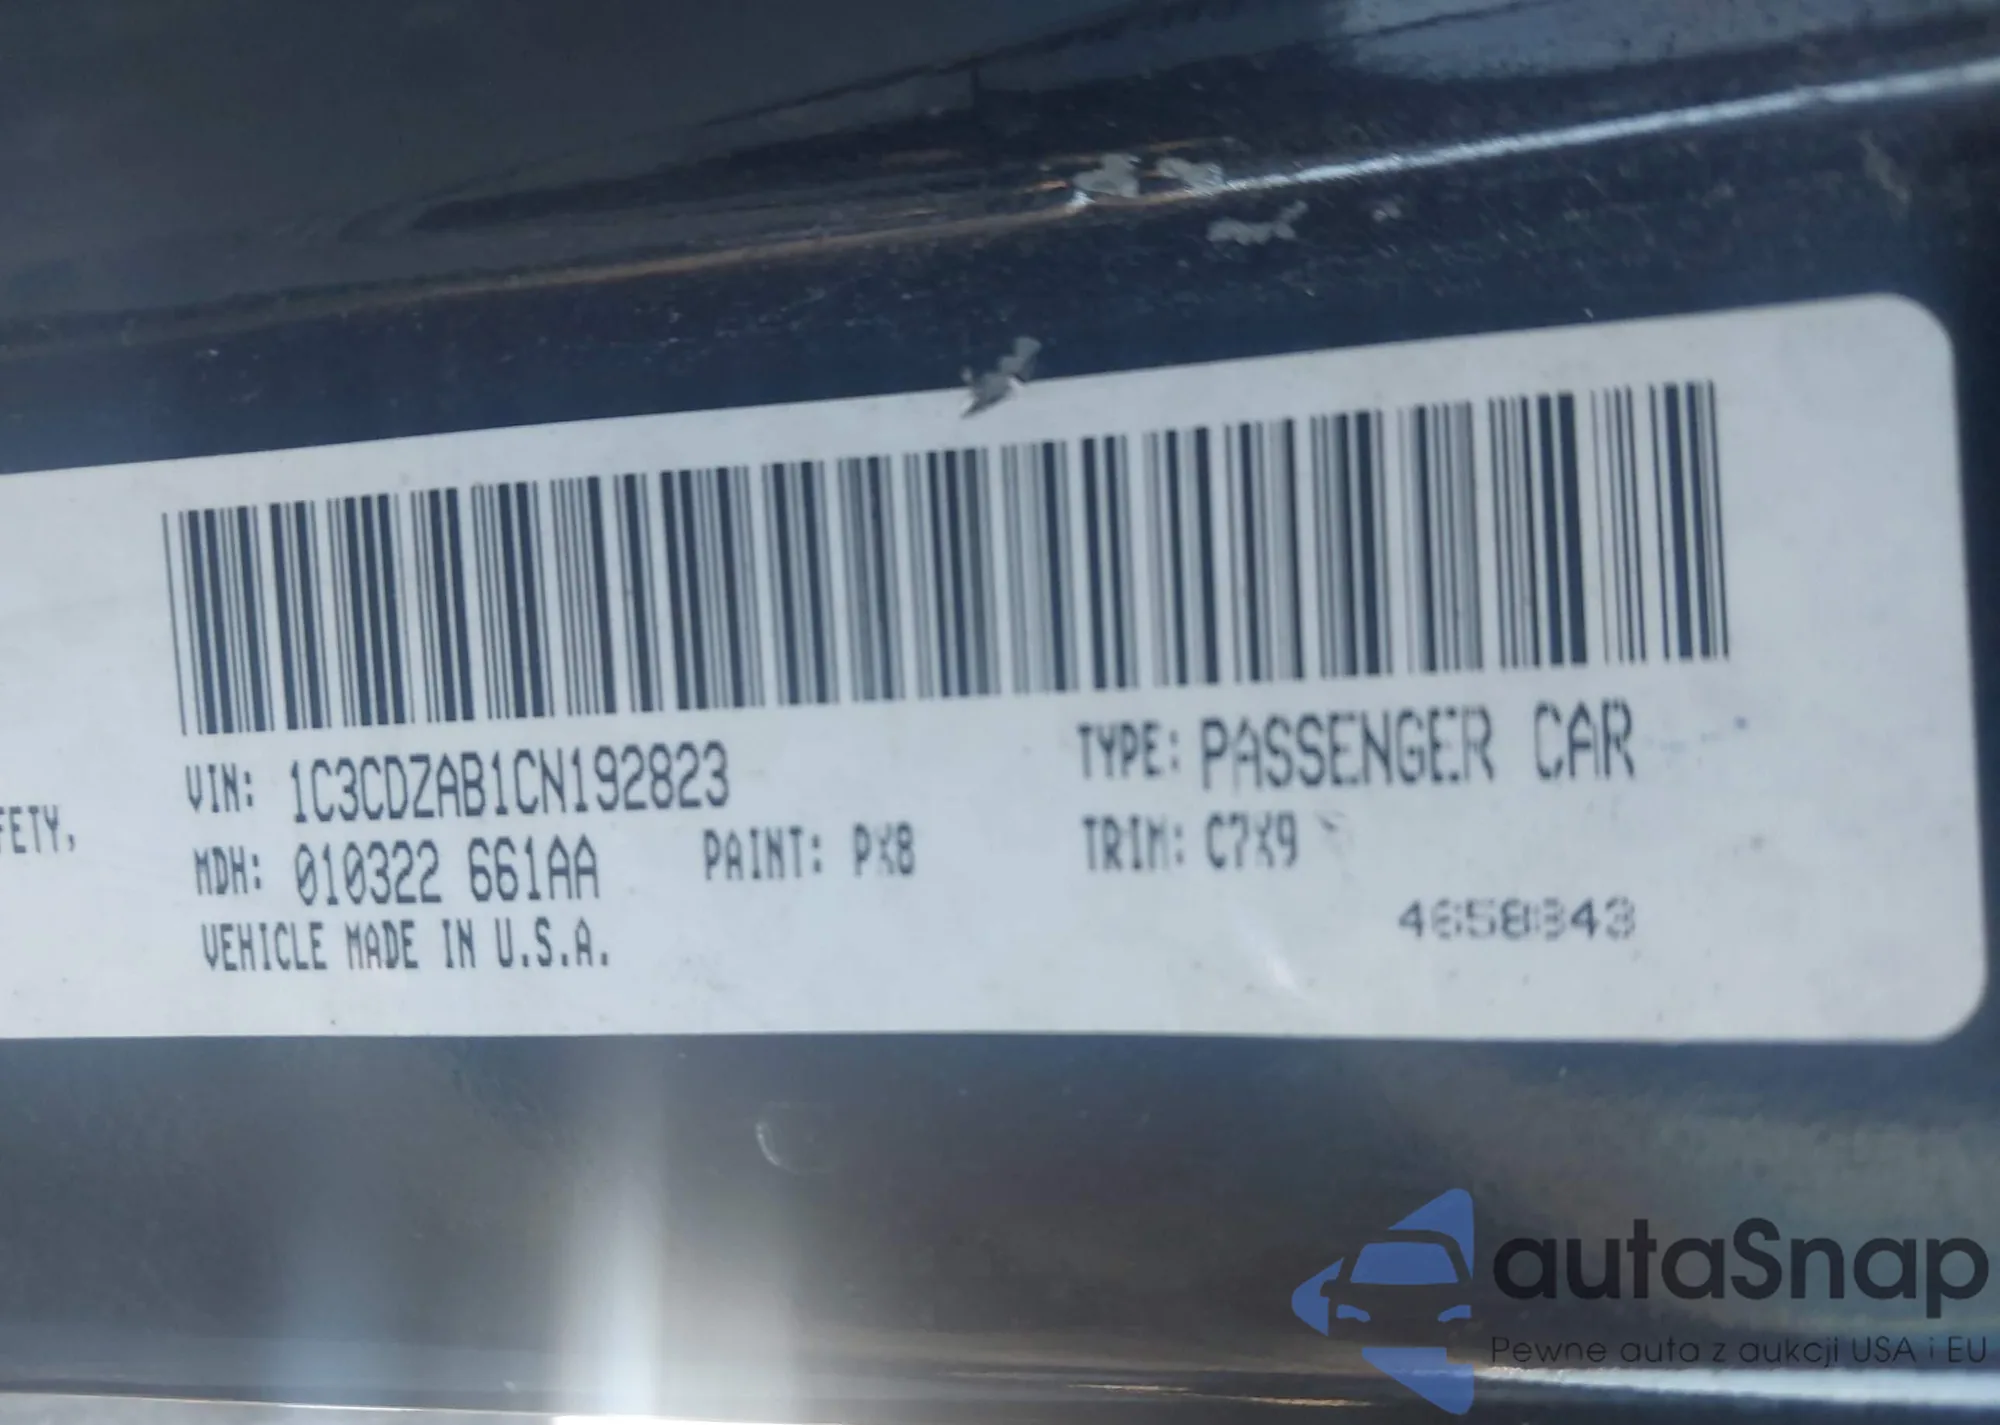 FETY,
VIN: 1C3CDZAB1CN192823
TYPE: PASSENGER CAR
MDH: 010322 661AA
PAINT: PX8
TRIM: C7X9
VEHICLE MADE IN U.S.A.
4658843
autaSnap
Pewne auta z aukcji USA i EU